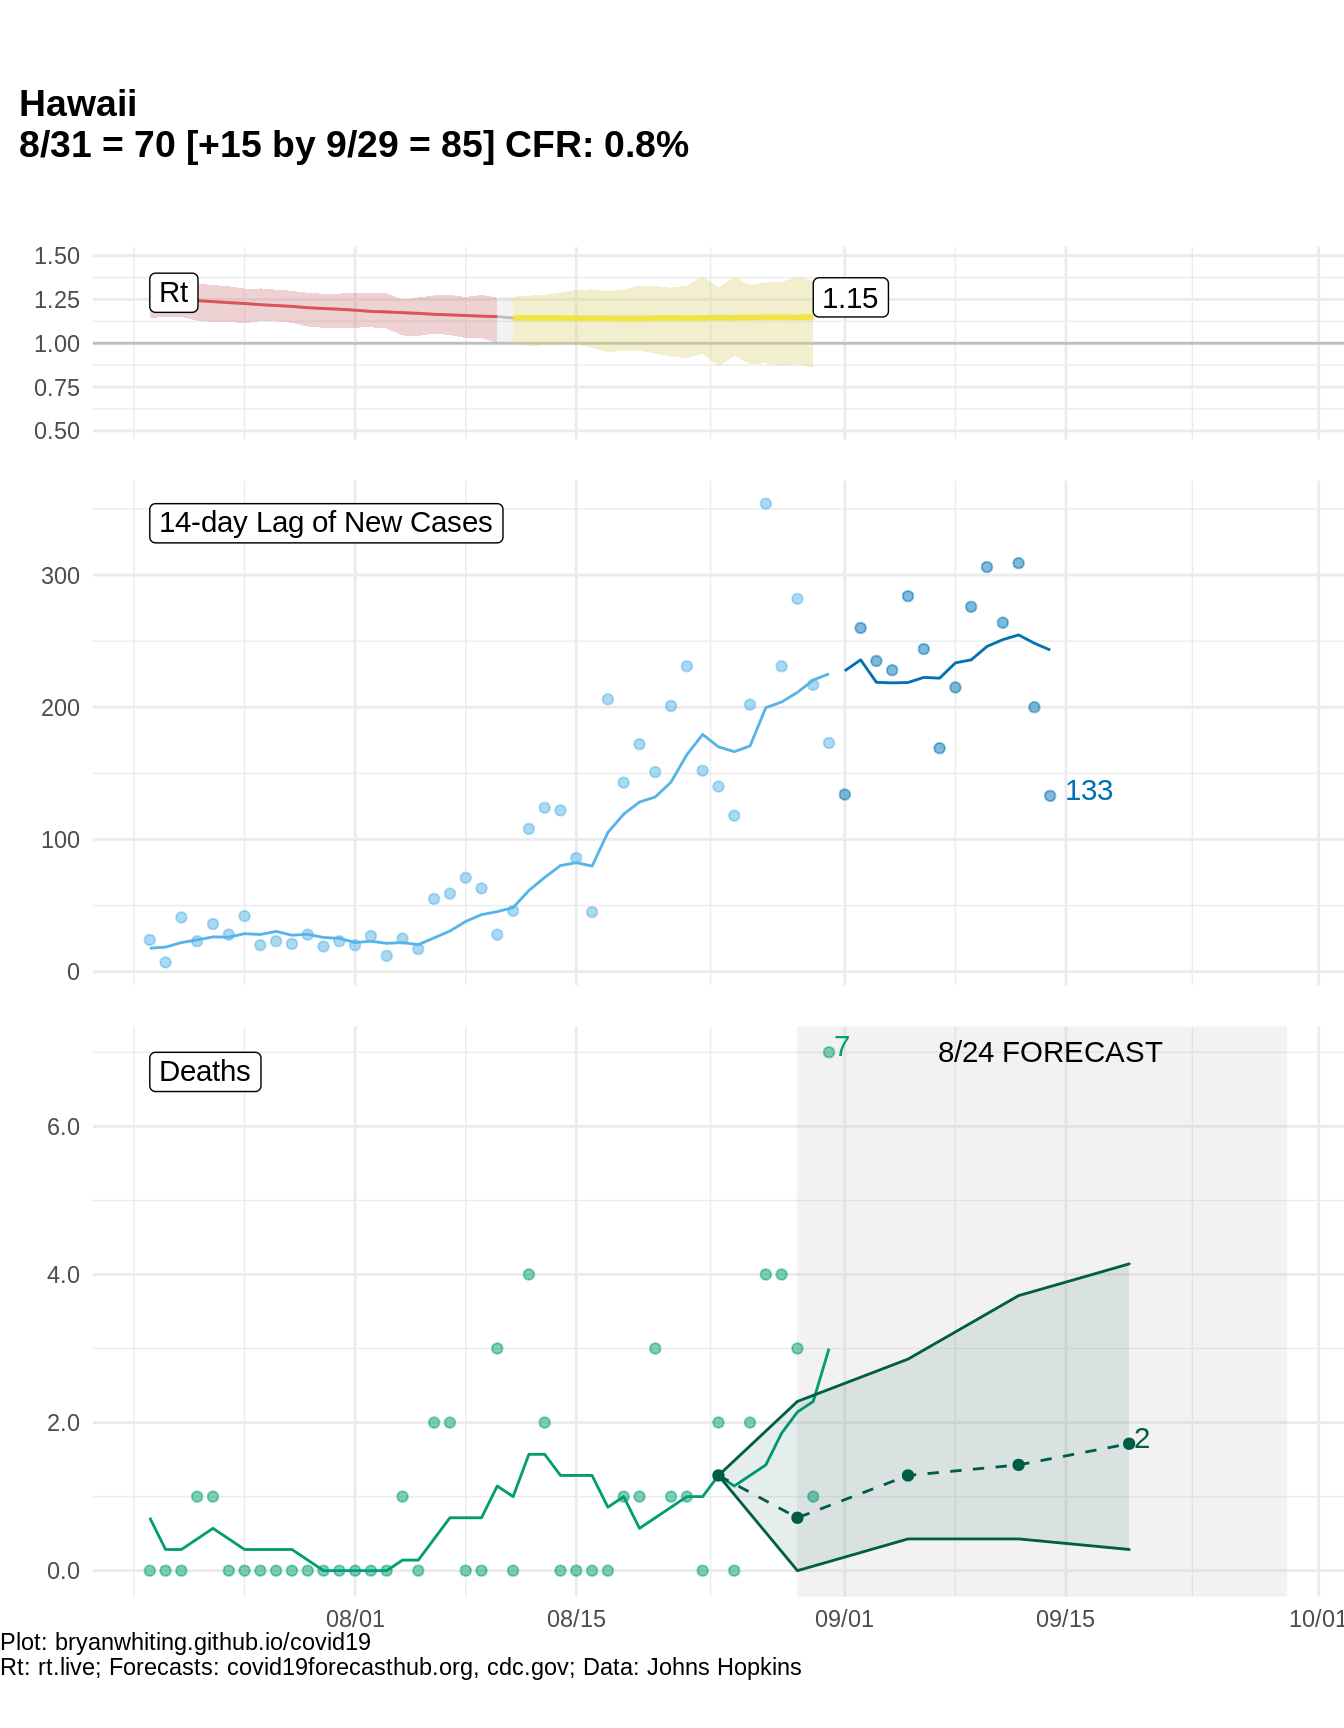 Hawaii
8/31 = 70 [+15 by 9/29 = 85] CFR: 0.8%
1.50
1.25
1.00
0.75
0.50
Rt
1.15
14-day Lag of New Cases
300
200
100
0
133
Deaths
7
8/24 FORECAST
6.0
4.0
2.0
0.0
2
08/01 08/15 09/01 09/15 10/01
Plot: bryanwhiting.github.io/covid19
Rt: rt.live; Forecasts: covid19forecasthub.org, cdc.gov; Data: Johns Hopkins